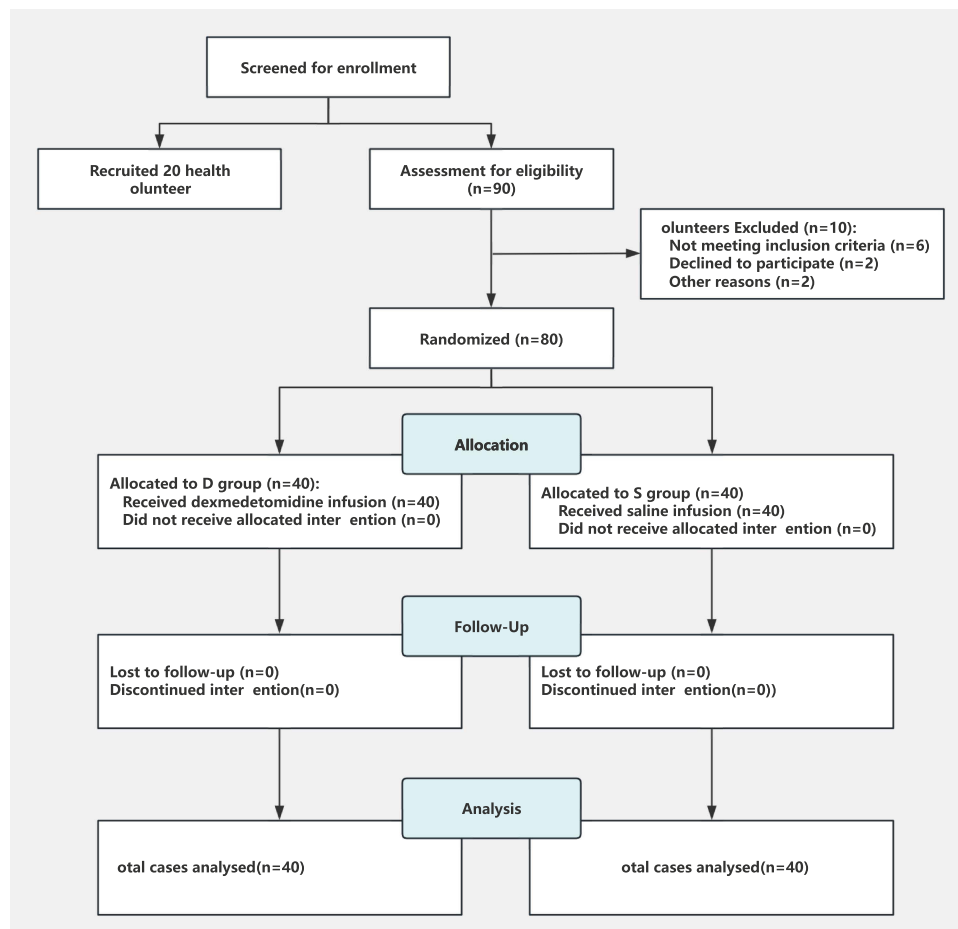 Screened for enrollment
Recruited 20 health
olunteer
Assessment for eligibility
(n=90)
olunteers Excluded (n=10):
Not meeting inclusion criteria (n=6)
Declined to participate (n=2)
Other reasons (n=2)
Randomized (n=80)
Allocation
Allocated to D group (n=40):
Received dexmedetomidine infusion (n=40)
Did not receive allocated inter  ention (n=0)
Allocated to S group (n=40)
Received saline infusion (n=40)
Did not receive allocated inter  ention (n=0)
Follow-Up
Lost to follow-up (n=0)
Discontinued inter  ention(n=0)
Lost to follow-up (n=0)
Discontinued inter  ention(n=0))
Analysis
otal cases analysed(n=40)
otal cases analysed(n=40)